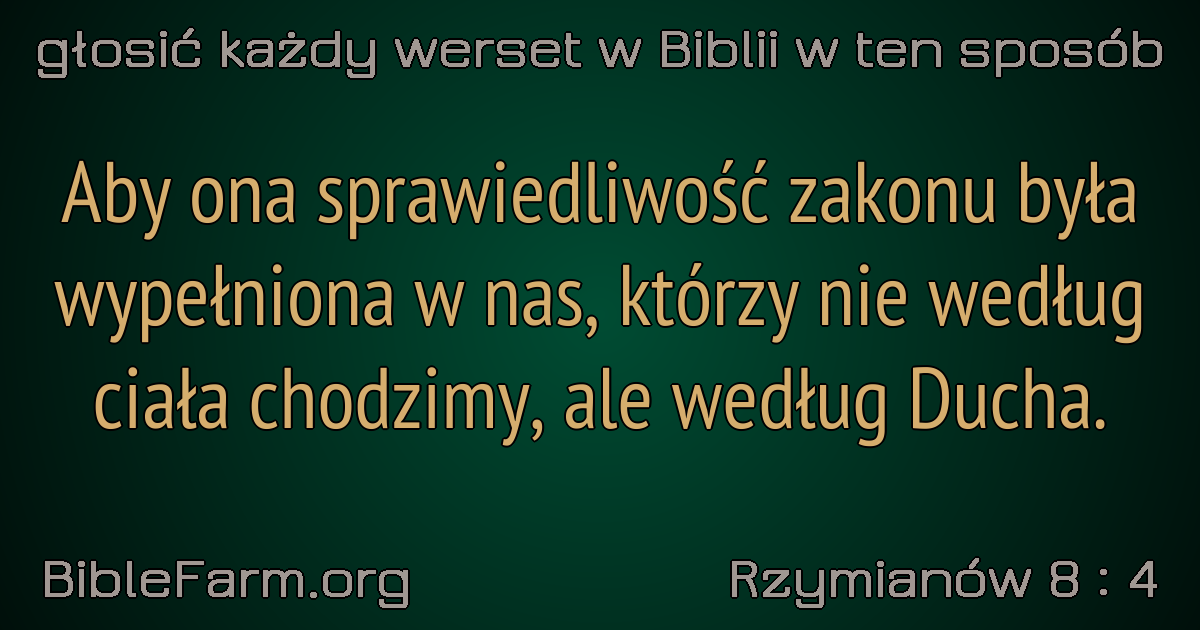 głosić każdy werset w Biblii w ten sposób
Aby ona sprawiedliwość zakonu była
wypełniona w nas, którzy nie według
ciała chodzimy, ale według Ducha.
BibleFarm.org
Rzymianów 8 : 4